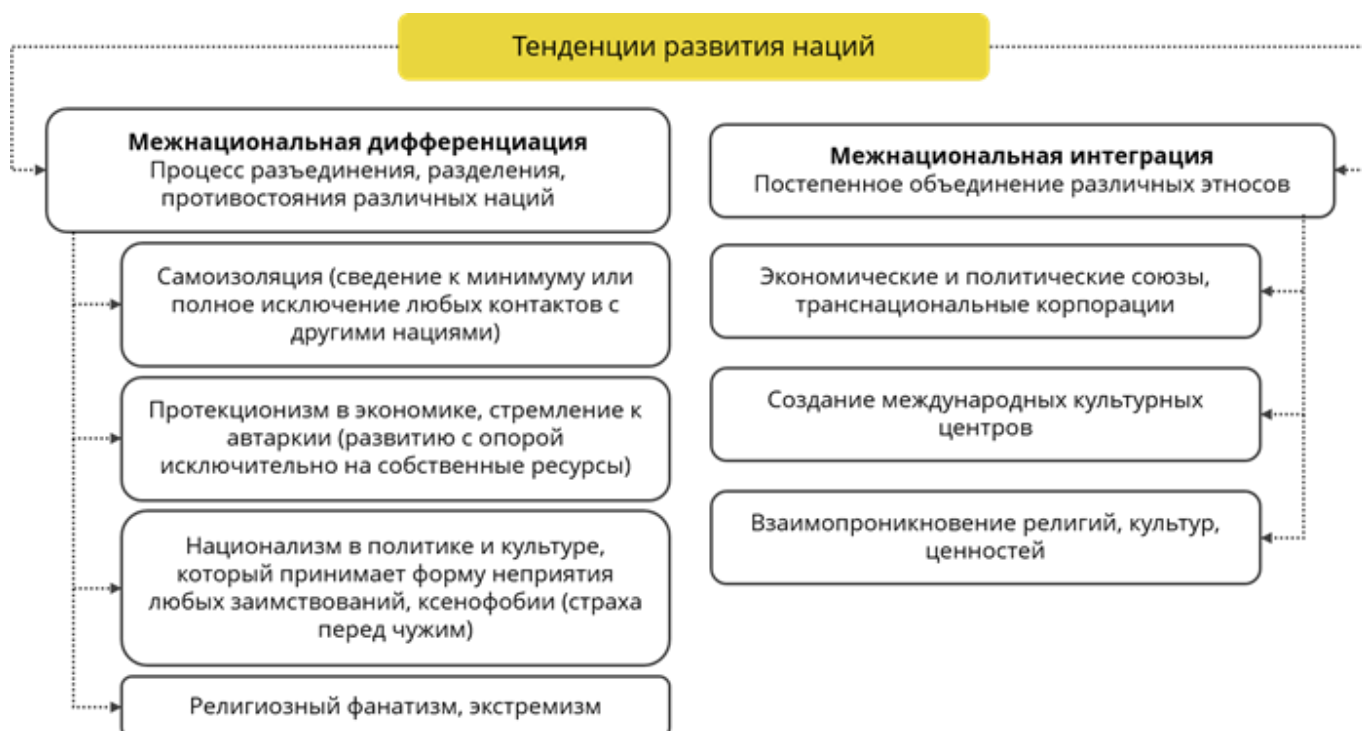 Тенденции развития наций
Межнациональная дифференциация
Процесс разъединения, разделения,
противостояния различных наций
Самоизоляция (сведение к минимуму или
полное исключение любых контактов с
другими нациями)
Протекционизм в экономике, стремление к
автаркии (развитию с опорой
исключительно на собственные ресурсы)
Национализм в политике и культуре,
который принимает форму неприятия
любых заимствований, ксенофобии (страха
перед чужим)
Религиозный фанатизм, экстремизм
Межнациональная интеграция
Постепенное объединение различных этносов
Экономические и политические союзы,
транснациональные корпорации
Создание международных культурных
центров
Взаимопроникновение религий, культур,
ценностей